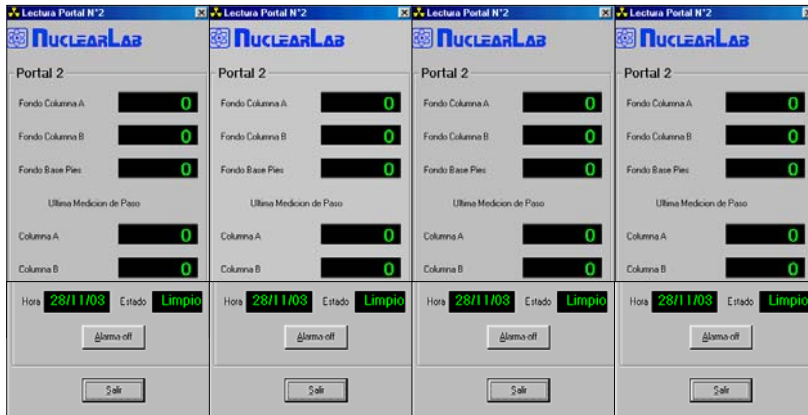 Lectura Portal N°2 Lectura Portal N°2 Lectura Portal N°2 Lectura Portal N°2
NUCLEARLAB NUCLEARLAB NUCLEARLAB NUCLEARLAB
Portal 2 Portal 2 Portal 2 Portal 2
Fondo Columna A 0 Fondo Columna A 0 Fondo Columna A 0 Fondo Columna A 0
Fondo Columna B 0 Fondo Columna B 0 Fondo Columna B 0 Fondo Columna B 0
Fondo Base Pies 0 Fondo Base Pies 0 Fondo Base Pies 0 Fondo Base Pies 0
Ultima Medicion de Paso Ultima Medicion de Paso Ultima Medicion de Paso Ultima Medicion de Paso
Columna A 0 Columna A 0 Columna A 0 Columna A 0
Columna B 0 Columna B 0 Columna B 0 Columna B 0
Hora 28/11/03 Estado Limpio Hora 28/11/03 Estado Limpio Hora 28/11/03 Estado Limpio Hora 28/11/03 Estado Limpio
Alarma-off Alarma-off Alarma-off Alarma-off
Salir Salir Salir Salir